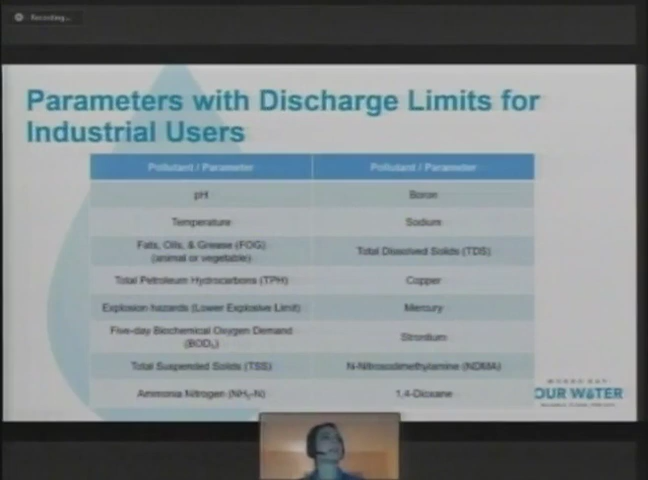 Recording...
Parameters with Discharge Limits for
Industrial Users
Pollutant / Parameter
Pollutant / Parameter
pH
Boron
Temperature
Sodium
Fats, Oils, & Grease (FOG)
(animal or vegetable)
Total Dissolved Solids (TDS)
Total Petroleum Hydrocarbons (TPH)
Copper
Explosion hazards (Lower Explosive Limit)
Mercury
Five-day Biochemical Oxygen Demand
(BOD₅)
Strontium
Total Suspended Solids (TSS)
N-Nitrosodimethylamine (NDMA)
Ammonia Nitrogen (NH₃-N)
1,4-Dioxane
MORRO BAY
OUR WATER